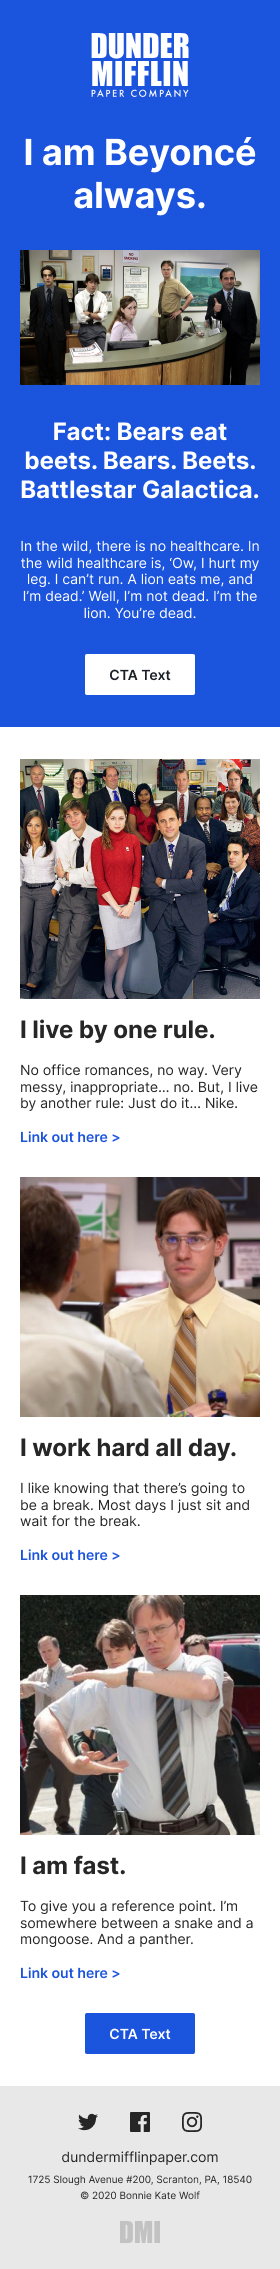 DUNDER
MIFFLIN
PAPER COMPANY
I am Beyoncé
always.
NO
SMOKING
Fact: Bears eat
beets. Bears. Beets.
Battlestar Galactica.
In the wild, there is no healthcare. In
the wild healthcare is, ‘Ow, I hurt my
leg. I can’t run. A lion eats me, and
I’m dead.’ Well, I’m not dead. I’m the
lion. You’re dead.
CTA Text
I live by one rule.
No office romances, no way. Very
messy, inappropriate... no. But, I live
by another rule: Just do it... Nike.
Link out here >
I work hard all day.
I like knowing that there’s going to
be a break. Most days I just sit and
wait for the break.
Link out here >
I am fast.
To give you a reference point. I’m
somewhere between a snake and a
mongoose. And a panther.
Link out here >
CTA Text
dundermifflinpaper.com
1725 Slough Avenue #200, Scranton, PA, 18540
© 2020 Bonnie Kate Wolf
DMI